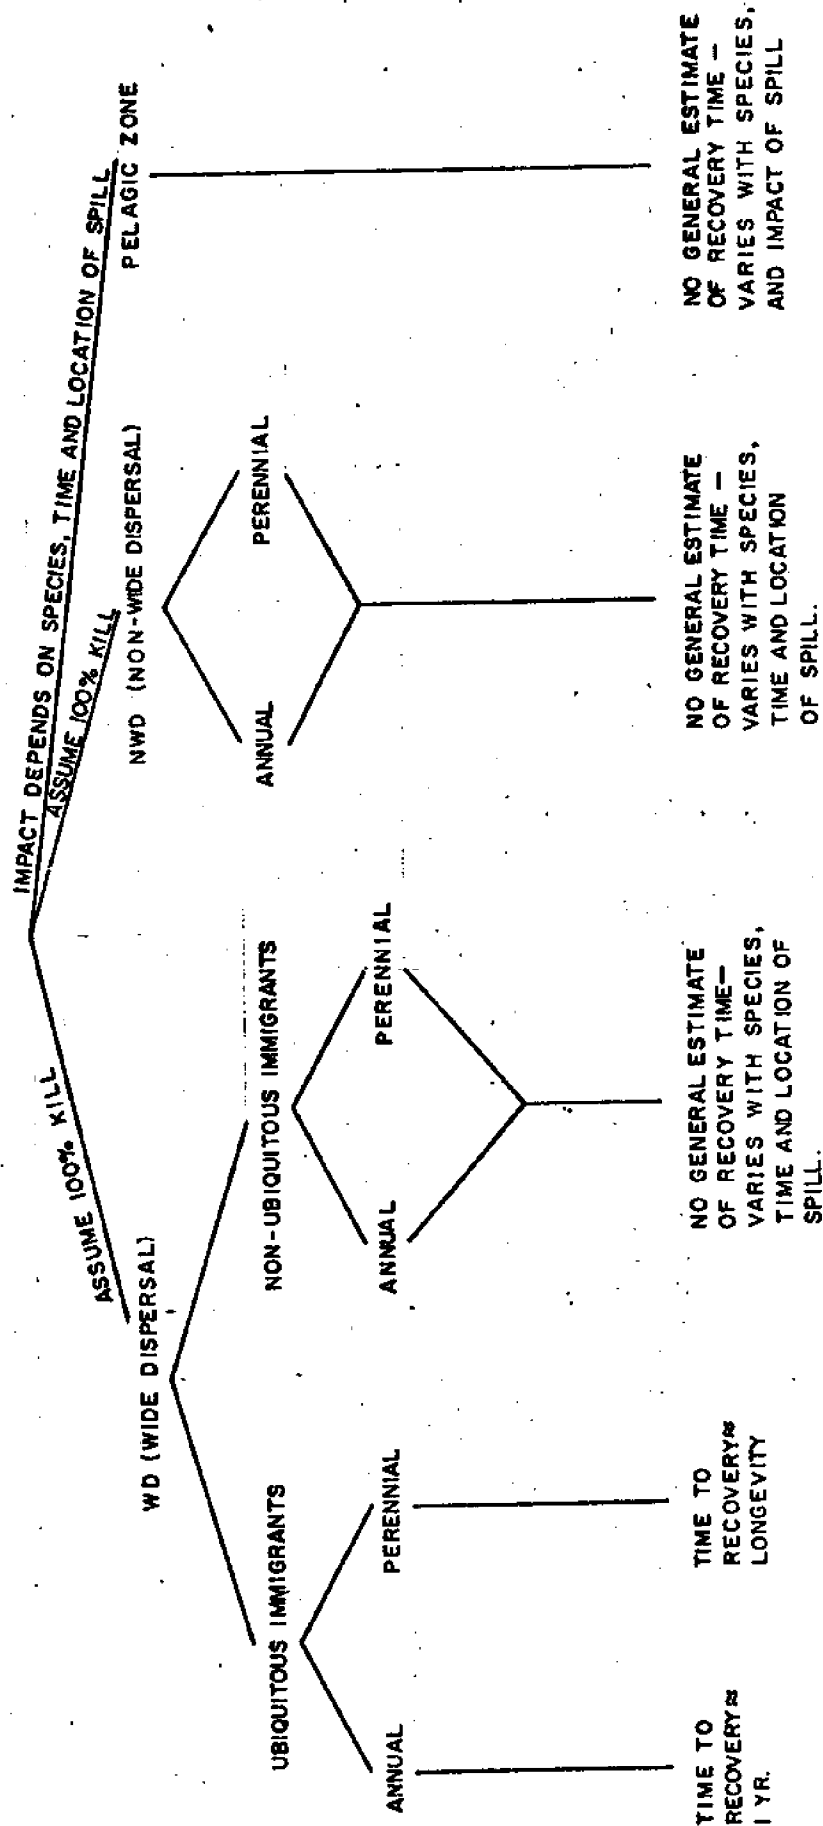 IMPACT DEPENDS ON SPECIES, TIME AND LOCATION OF SPILL
ASSUME 100% KILL
ASSUME 100% KILL
WD (WIDE DISPERSAL)
NWD (NON-WIDE DISPERSAL)
PELAGIC ZONE
UBIQUITOUS IMMIGRANTS
NON-UBIQUITOUS IMMIGRANTS
ANNUAL
PERENNIAL
ANNUAL
PERENNIAL
ANNUAL
PERENNIAL
TIME TO
RECOVERY≈
1 YR.
TIME TO
RECOVERY≈
LONGEVITY
NO GENERAL ESTIMATE
OF RECOVERY TIME–
VARIES WITH SPECIES,
TIME AND LOCATION OF
SPILL.
NO GENERAL ESTIMATE
OF RECOVERY TIME –
VARIES WITH SPECIES,
TIME AND LOCATION
OF SPILL.
NO GENERAL ESTIMATE
OF RECOVERY TIME –
VARIES WITH SPECIES,
AND IMPACT OF SPILL